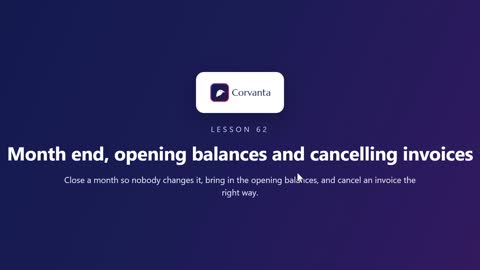 Corvanta
LESSON 62
Month end, opening balances and cancelling invoices
Close a month so nobody changes it, bring in the opening balances, and cancel an invoice the
right way.